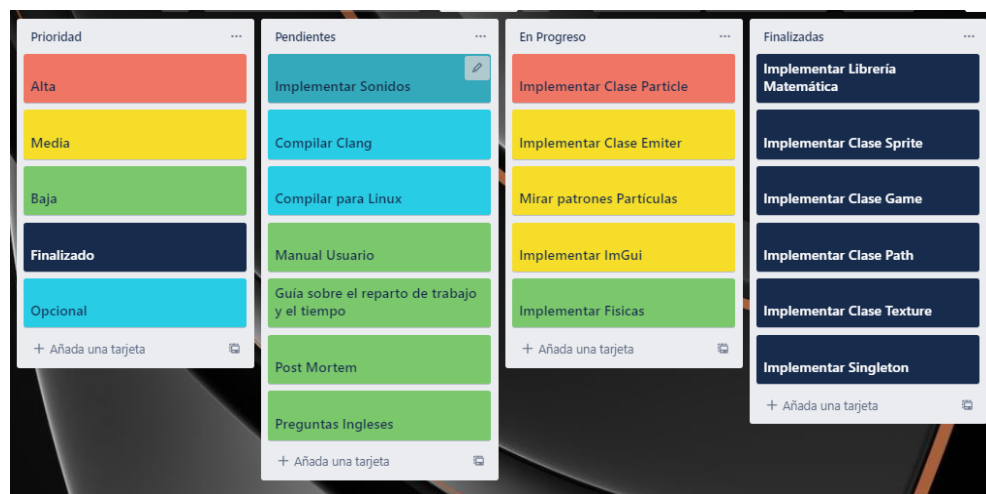 Prioridad
Alta
Media
Baja
Finalizado
Opcional
+ Añada una tarjeta
Pendientes
Implementar Sonidos
Compilar Clang
Compilar para Linux
Manual Usuario
Guía sobre el reparto de trabajo
y el tiempo
Post Mortem
Preguntas Ingleses
+ Añada una tarjeta
En Progreso
Implementar Clase Particle
Implementar Clase Emiter
Mirar patrones Partículas
Implementar ImGui
Implementar Fisicas
+ Añada una tarjeta
Finalizadas
Implementar Librería
Matemática
Implementar Clase Sprite
Implementar Clase Game
Implementar Clase Path
Implementar Clase Texture
Implementar Singleton
+ Añada una tarjeta